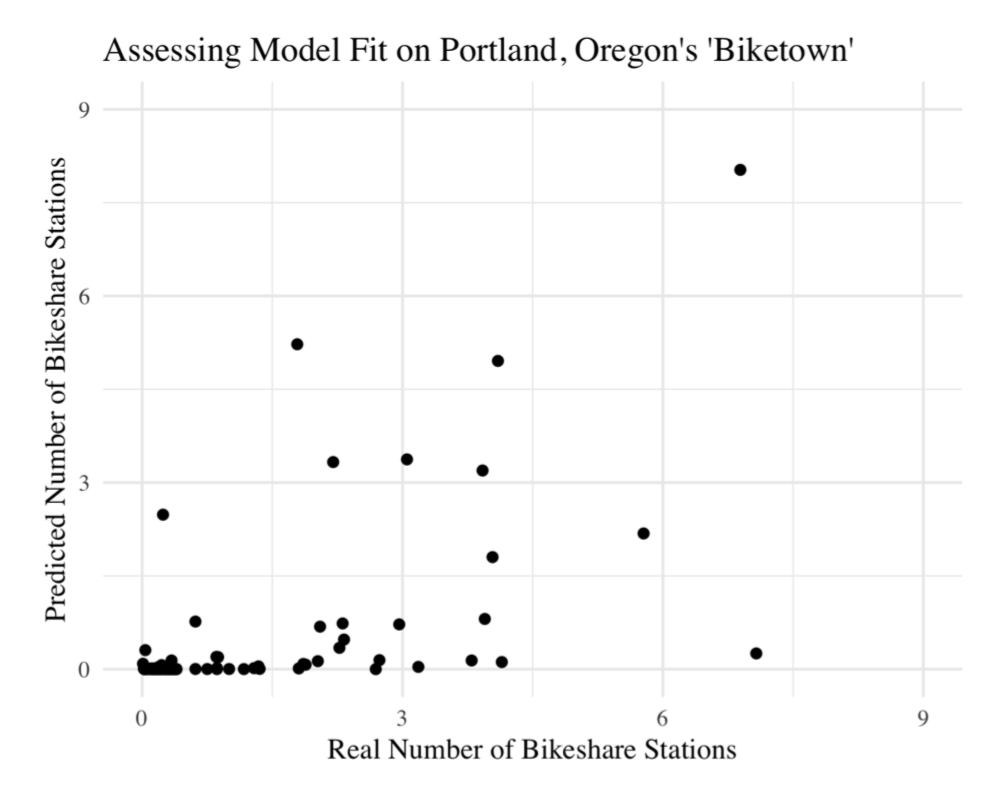 Assessing Model Fit on Portland, Oregon's 'Biketown'
Predicted Number of Bikeshare Stations
9
6
3
0
0 3 6 9
Real Number of Bikeshare Stations